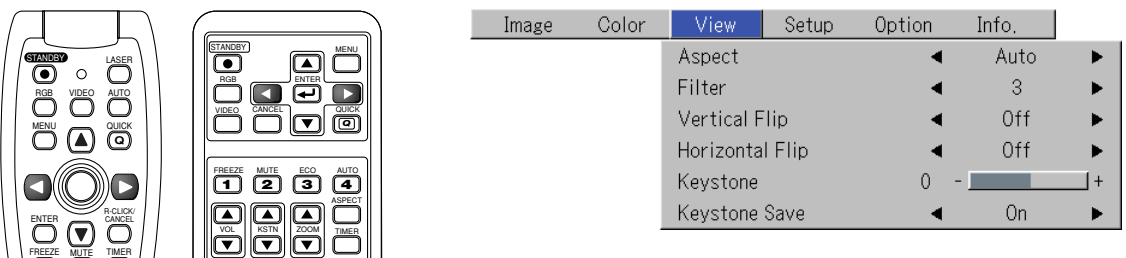 STANDBY LASER
RGB VIDEO AUTO
MENU QUICK
Q
ENTER R-CLICK/
CANCEL
FREEZE MUTE TIMER
STANDBY MENU
RGB ENTER
VIDEO CANCEL QUICK
Q
FREEZE MUTE ECO AUTO
1 2 3 4
ASPECT
VOL KSTN ZOOM TIMER
Image Color View Setup Option Info.
Aspect Auto
Filter 3
Vertical Flip Off
Horizontal Flip Off
Keystone 0 - +
Keystone Save On